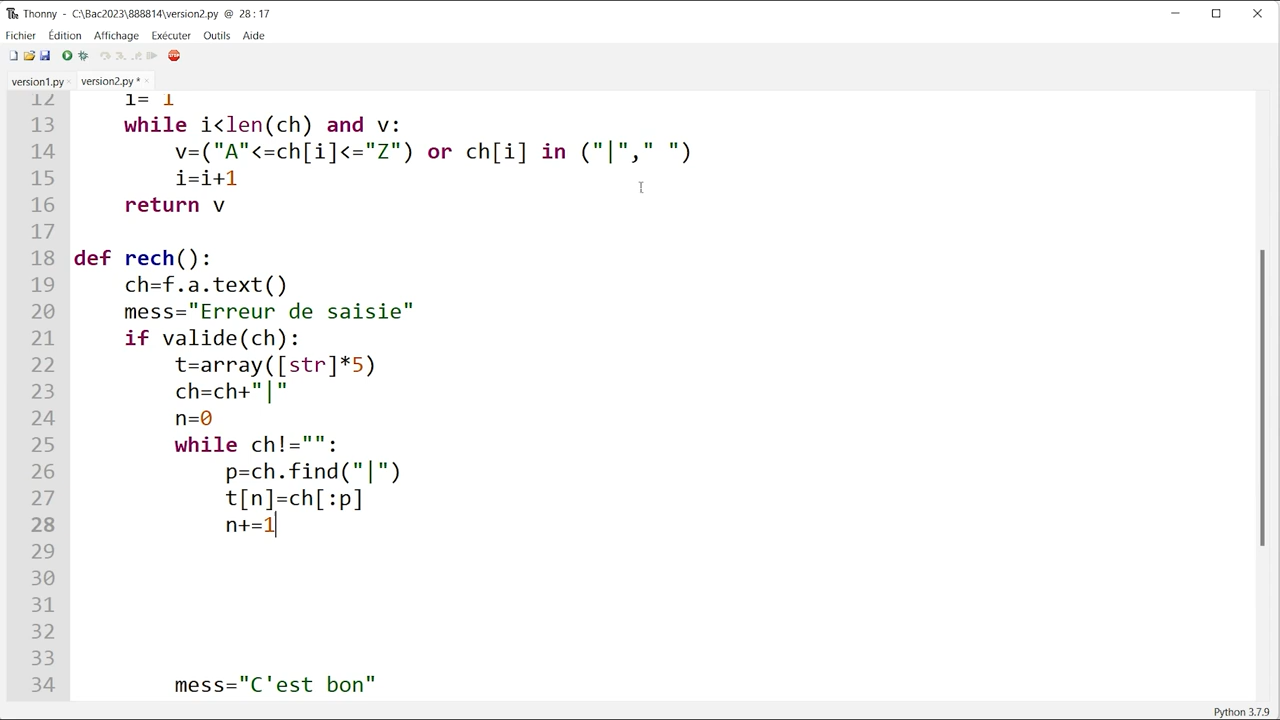 Thonny - C:\Bac2023\888814\version2.py @ 28 : 17
Fichier Édition Affichage Exécuter Outils Aide
STOP
version1.py × version2.py * ×
12 i= 1
13 while i<len(ch) and v:
14 v=("A"<=ch[i]<="Z") or ch[i] in ("|"," ")
15 i=i+1
16 return v
17
18 def rech():
19 ch=f.a.text()
20 mess="Erreur de saisie"
21 if valide(ch):
22 t=array([str]*5)
23 ch=ch+"|"
24 n=0
25 while ch!="":
26 p=ch.find("|")
27 t[n]=ch[:p]
28 n+=1
29
30
31
32
33
34 mess="C'est bon"
Python 3.7.9